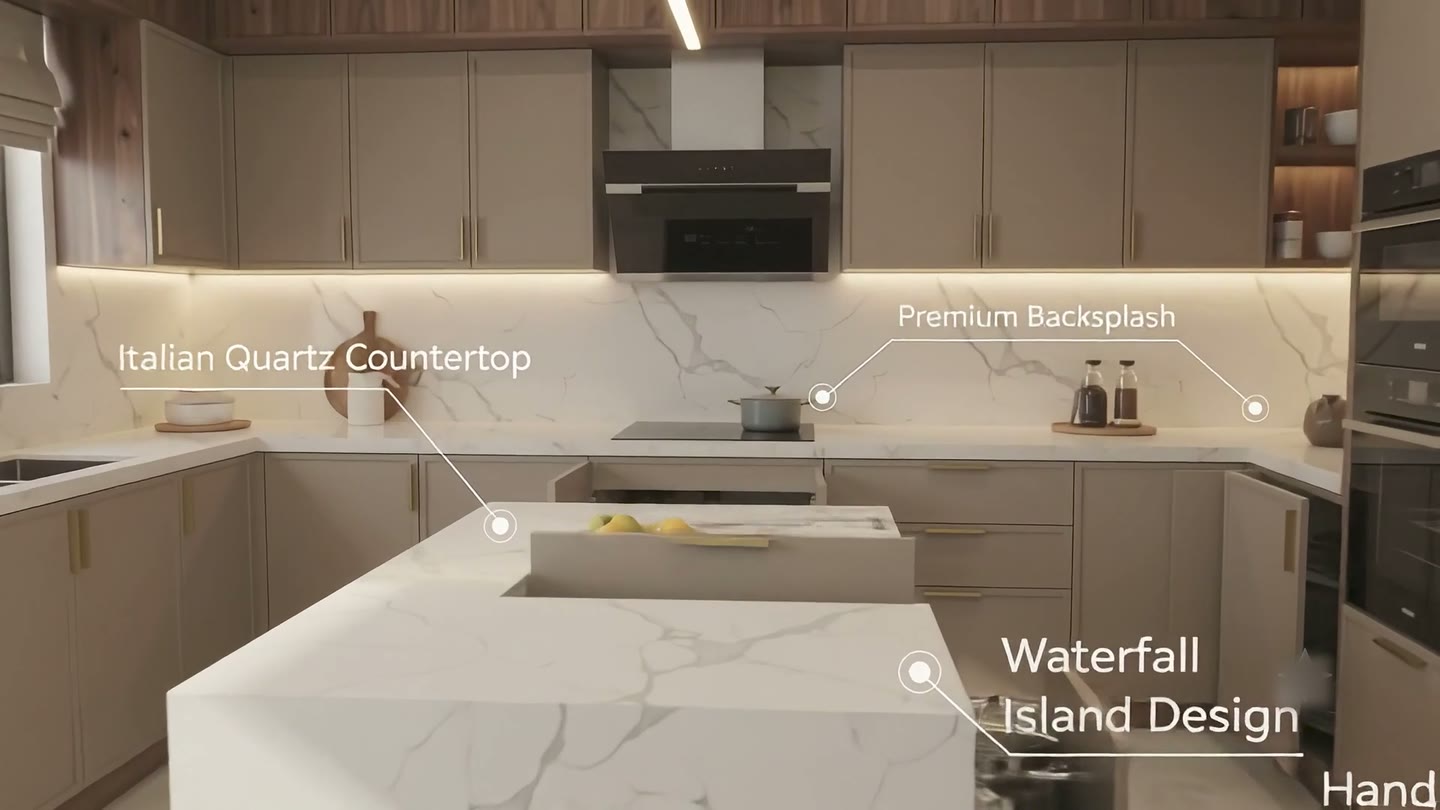 Premium Backsplash
Italian Quartz Countertop
Waterfall
Island Design
Hand